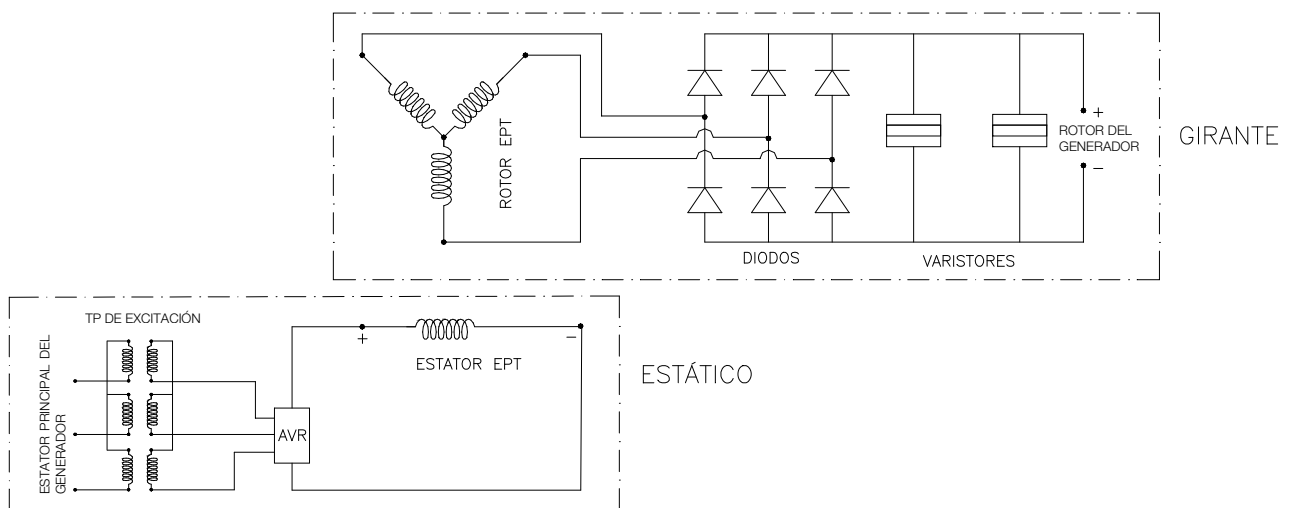 ROTOR EPT
+
ROTOR DEL
GENERADOR
−
GIRANTE
DIODOS
VARISTORES
TP DE EXCITACIÓN
ESTATOR PRINCIPAL DEL
GENERADOR
AVR
+
−
ESTATOR EPT
ESTÁTICO